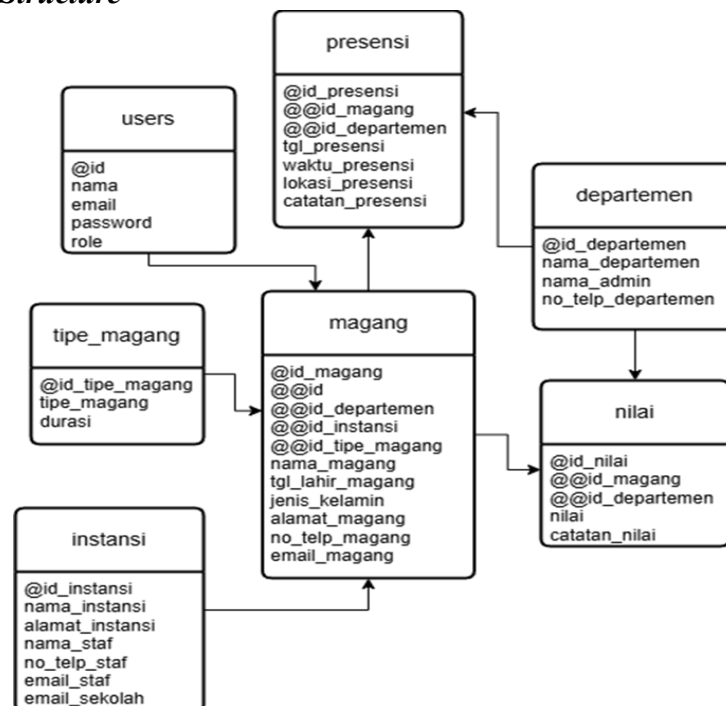 Structure
presensi
@id_presensi
@@id_magang
@@id_departemen
tgl_presensi
waktu_presensi
lokasi_presensi
catatan_presensi
users
@id
nama
email
password
role
departemen
@id_departemen
nama_departemen
nama_admin
no_telp_departemen
tipe_magang
@id_tipe_magang
tipe_magang
durasi
magang
@id_magang
@@id
@@id_departemen
@@id_instansi
@@id_tipe_magang
nama_magang
tgl_lahir_magang
jenis_kelamin
alamat_magang
no_telp_magang
email_magang
nilai
@id_nilai
@@id_magang
@@id_departemen
nilai
catatan_nilai
instansi
@id_instansi
nama_instansi
alamat_instansi
nama_staf
no_telp_staf
email_staf
email_sekolah